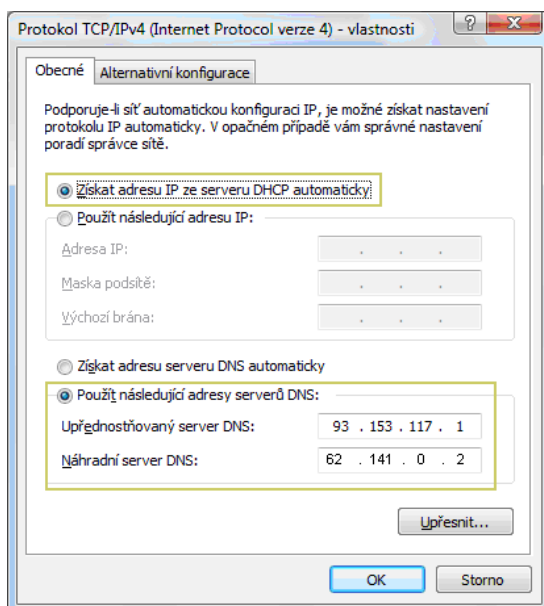 Protokol TCP/IPv4 (Internet Protocol verze 4) - vlastnosti
Obecné
Alternativní konfigurace
Podporuje-li síť automatickou konfiguraci IP, je možné získat nastavení
protokolu IP automaticky. V opačném případě vám správné nastavení
poradí správce sítě.
Získat adresu IP ze serveru DHCP automaticky
Použít následující adresu IP:
Adresa IP: . . .
Maska podsítě: . . .
Výchozí brána: . . .
Získat adresu serveru DNS automaticky
Použít následující adresy serverů DNS:
Upřednostňovaný server DNS: 93 . 153 . 117 . 1
Náhradní server DNS: 62 . 141 . 0 . 2
Upřesnit...
OK Storno